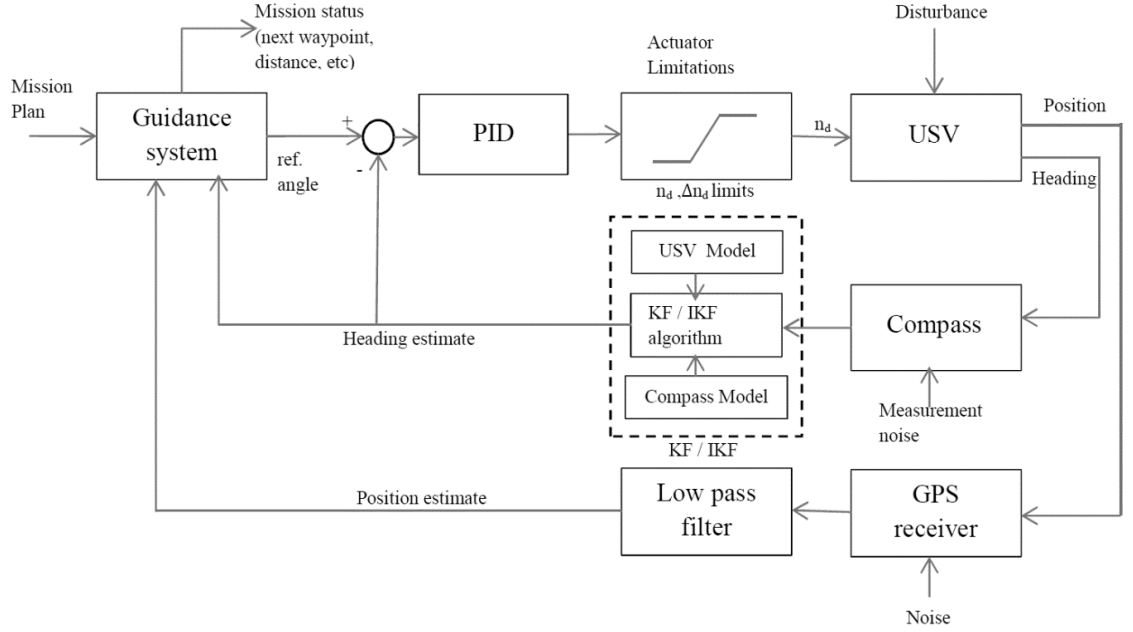 Mission status
(next waypoint,
distance, etc)
Disturbance
Mission
Plan
Guidance
system
+
-
ref.
angle
PID
Actuator
Limitations
n_d ,Δn_d limits
n_d
USV
Position
Heading
USV Model
KF / IKF
algorithm
Compass Model
KF / IKF
Compass
Measurement
noise
Heading estimate
Position estimate
Low pass
filter
GPS
receiver
Noise